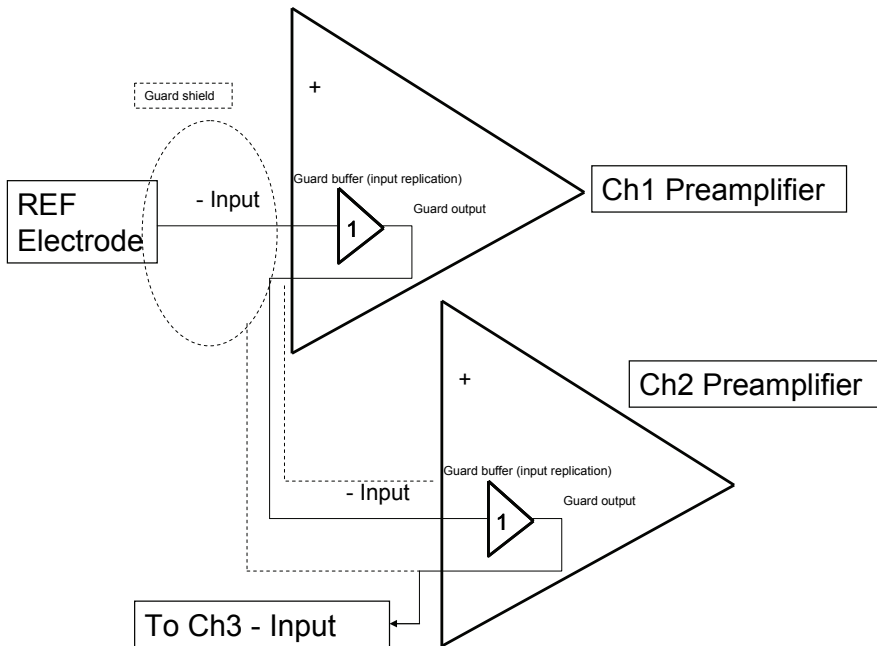 +
Guard shield
Guard buffer (input replication)
REF
Electrode
- Input
1
Guard output
Ch1 Preamplifier
+
Ch2 Preamplifier
Guard buffer (input replication)
- Input
1
Guard output
To Ch3 - Input